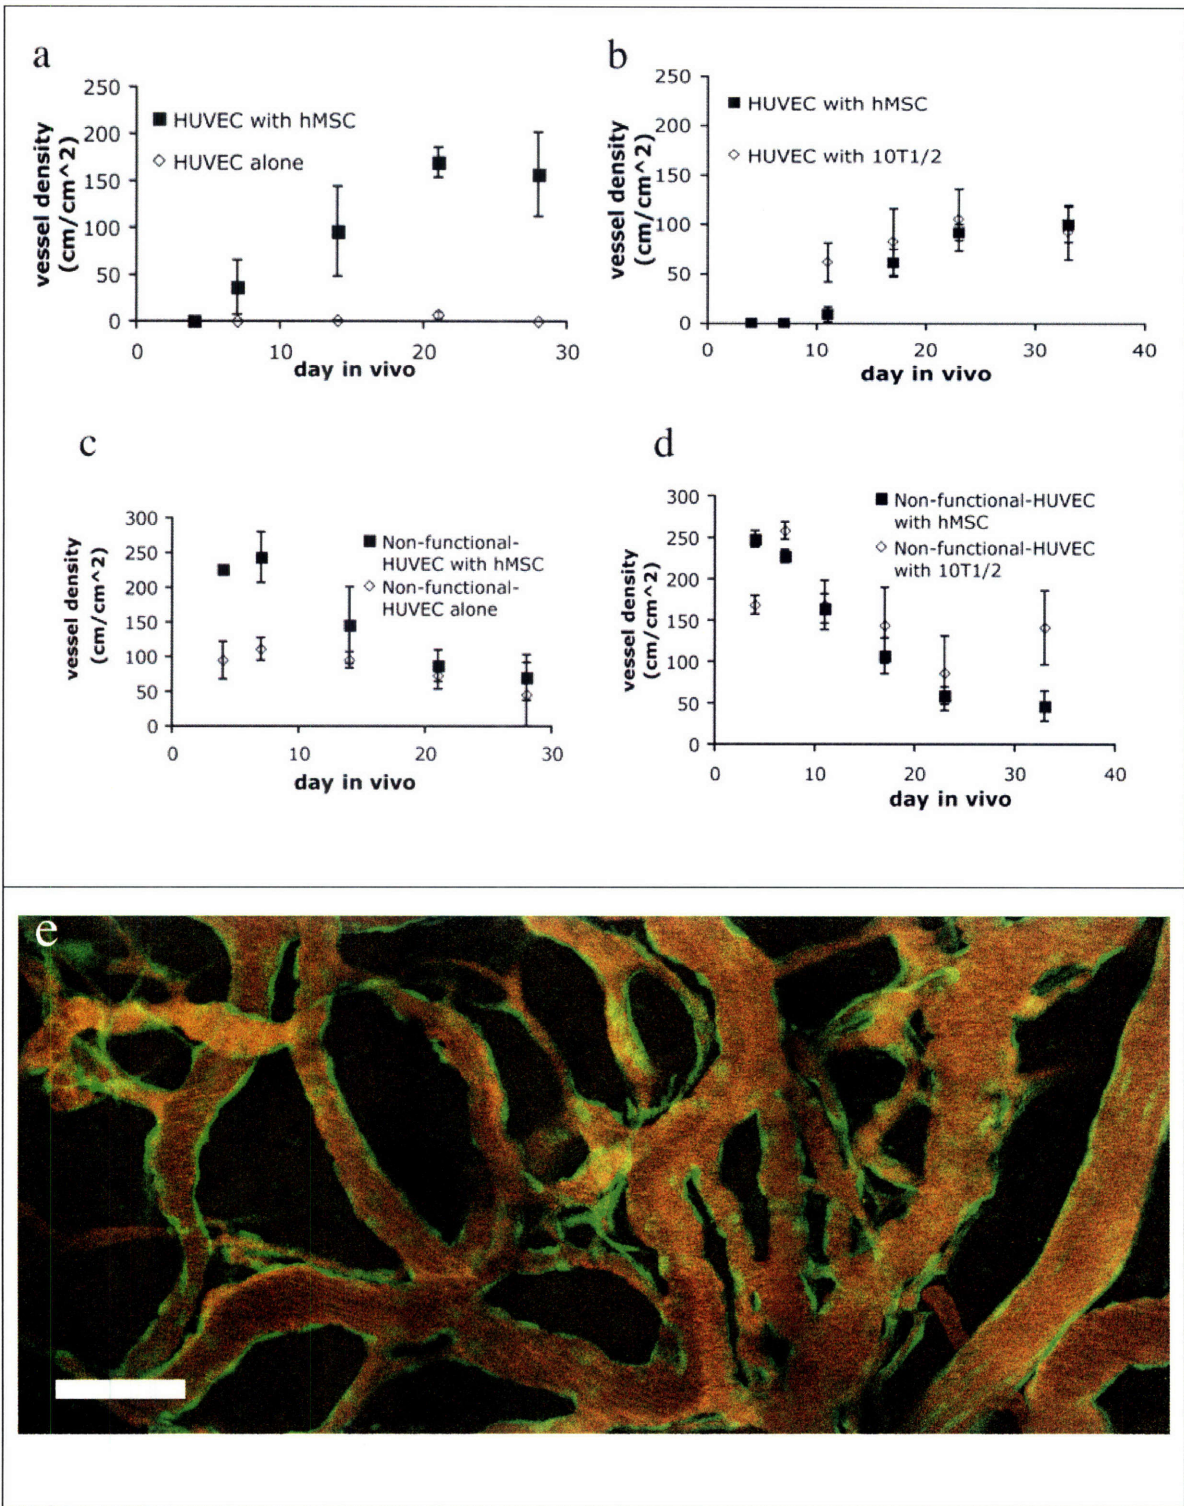 a
250
200
150
100
50
0
0
10
20
30
vessel density
(cm/cm^2)
HUVEC with hMSC
HUVEC alone
day in vivo
b
250
200
150
100
50
0
0
10
20
30
40
vessel density
(cm/cm^2)
HUVEC with hMSC
HUVEC with 10T1/2
day in vivo
c
300
250
200
150
100
50
0
0
10
20
30
vessel density
(cm/cm^2)
Non-functional-
HUVEC with hMSC
Non-functional-
HUVEC alone
day in vivo
d
300
250
200
150
100
50
0
0
10
20
30
40
vessel density
(cm/cm^2)
Non-functional-HUVEC
with hMSC
Non-functional-HUVEC
with 10T1/2
day in vivo
e